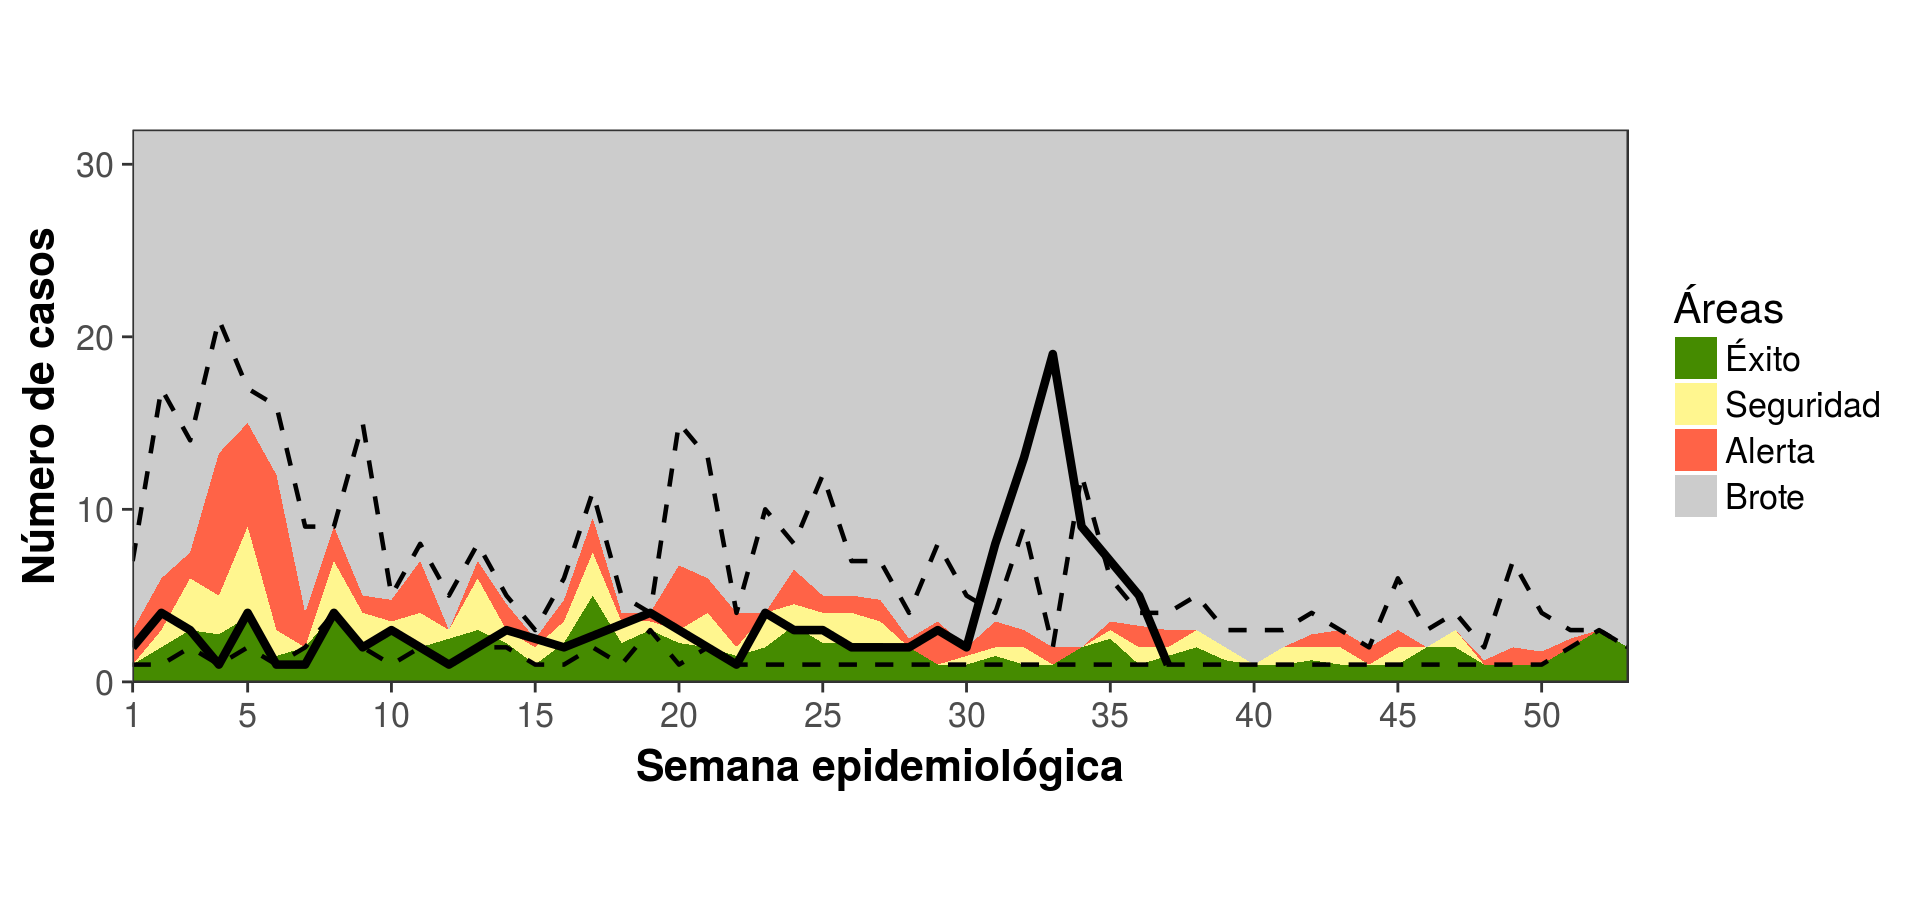 30
20
10
0
1 5 10 15 20 25 30 35 40 45 50
Número de casos
Semana epidemiológica
Áreas
Éxito
Seguridad
Alerta
Brote